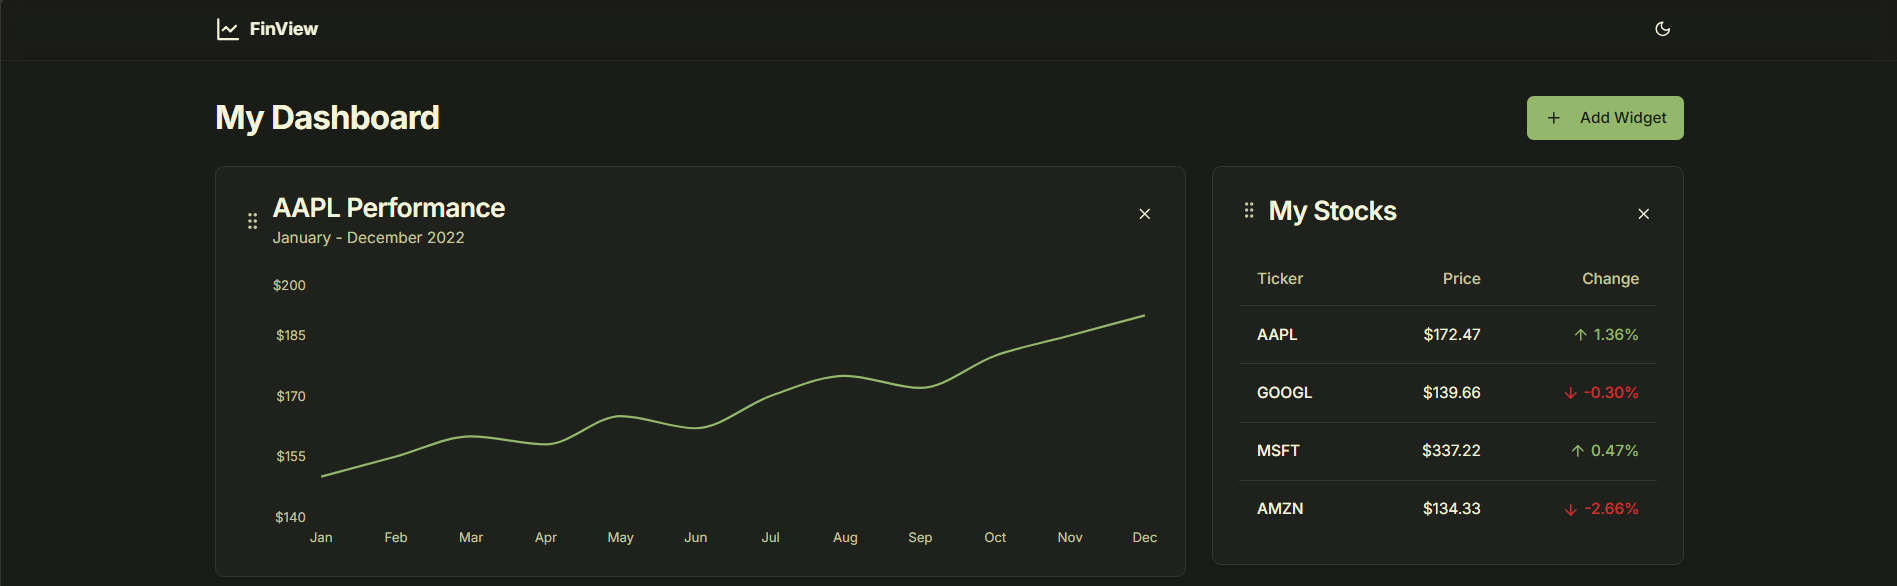 FinView
My Dashboard
Add Widget
AAPL Performance
January - December 2022
$200
$185
$170
$155
$140
Jan Feb Mar Apr May Jun Jul Aug Sep Oct Nov Dec
My Stocks
Ticker Price Change
AAPL $172.47 ↑ 1.36%
GOOGL $139.66 ↓ -0.30%
MSFT $337.22 ↑ 0.47%
AMZN $134.33 ↓ -2.66%